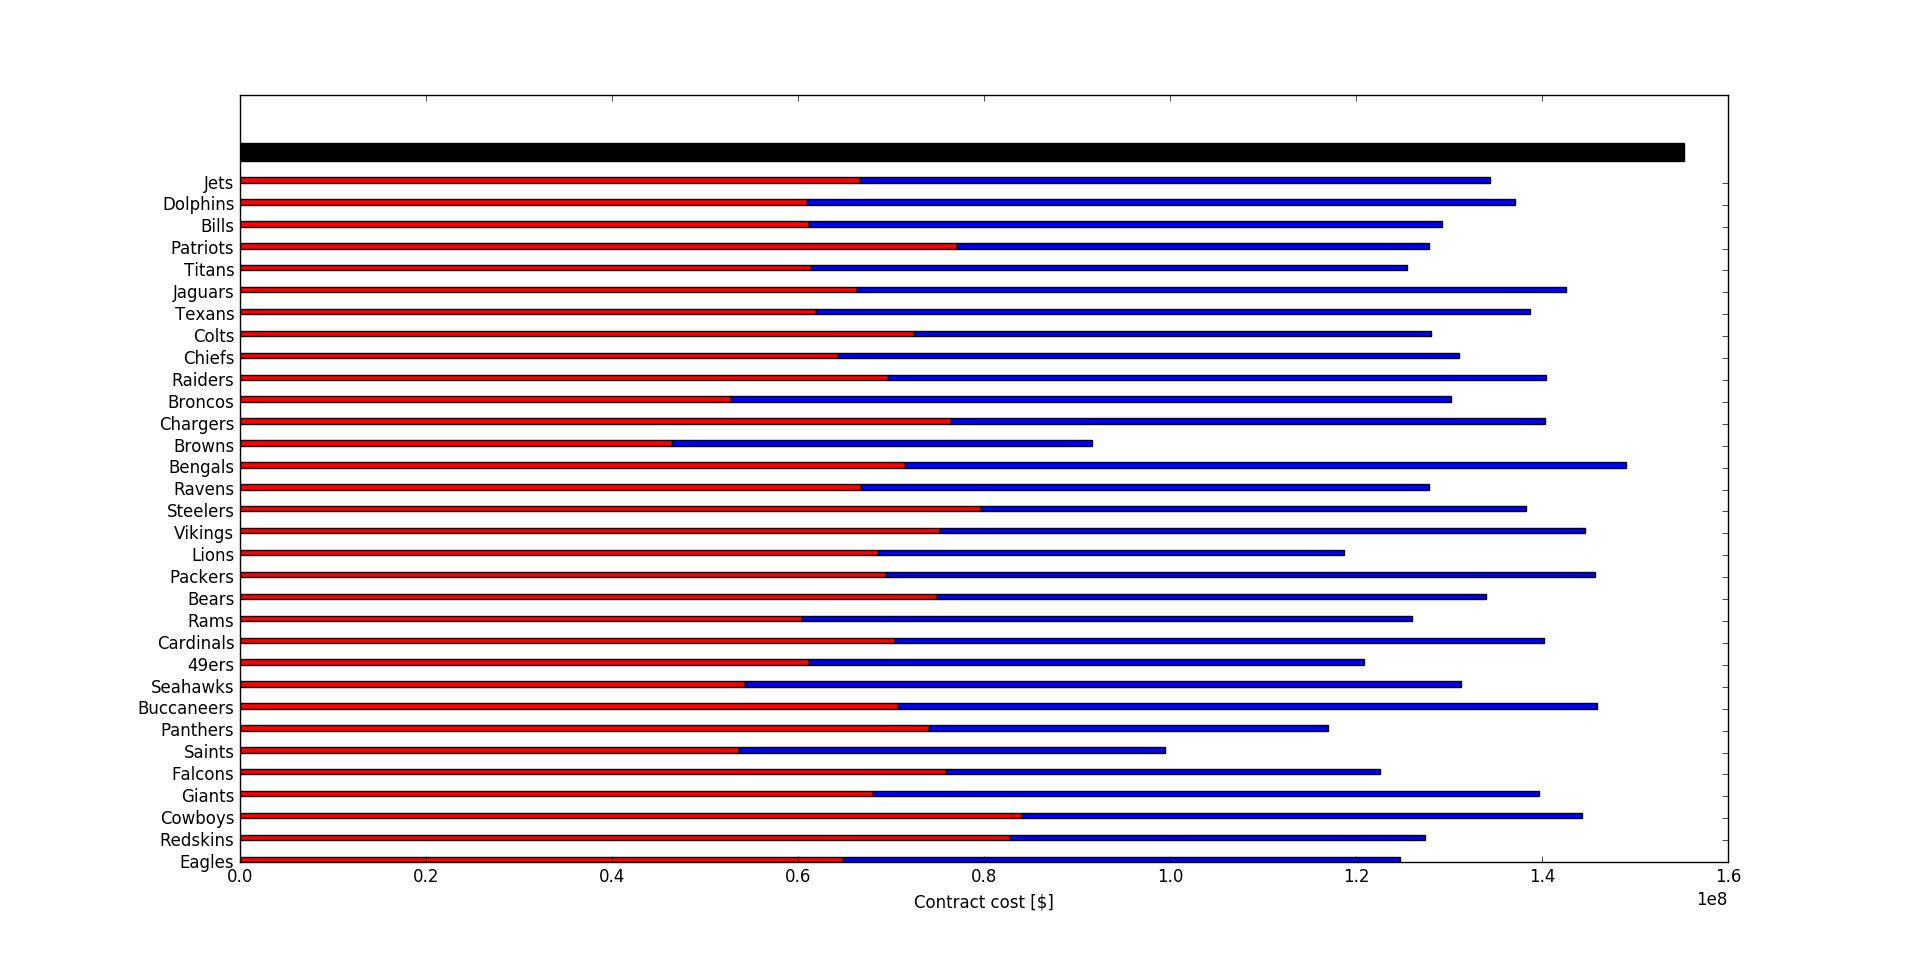 Jets
Dolphins
Bills
Patriots
Titans
Jaguars
Texans
Colts
Chiefs
Raiders
Broncos
Chargers
Browns
Bengals
Ravens
Steelers
Vikings
Lions
Packers
Bears
Rams
Cardinals
49ers
Seahawks
Buccaneers
Panthers
Saints
Falcons
Giants
Cowboys
Redskins
Eagles
0.0 0.2 0.4 0.6 0.8 1.0 1.2 1.4 1.6
1e8
Contract cost [$]